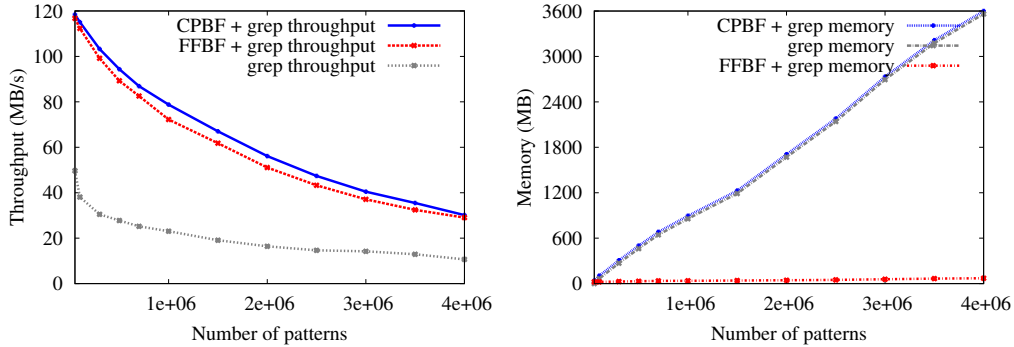 120
100
80
60
40
20
0
Throughput (MB/s)
CPBF + grep throughput
FFBF + grep throughput
grep throughput
1e+06 2e+06 3e+06 4e+06
Number of patterns
3600
3000
2400
1800
1200
600
0
Memory (MB)
CPBF + grep memory
grep memory
FFBF + grep memory
1e+06 2e+06 3e+06 4e+06
Number of patterns